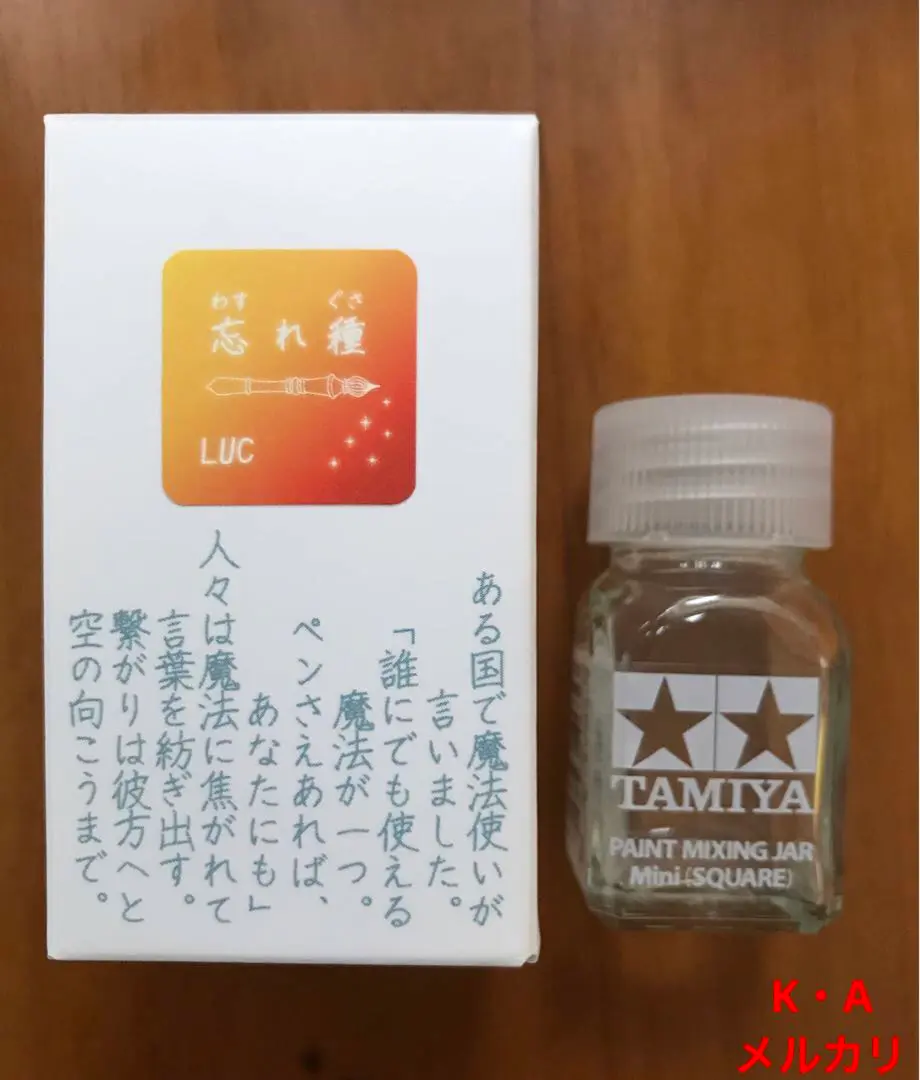 わす ぐさ
忘れ種
LUC
ある国で魔法使いが
言いました。
「誰にでも使える
魔法が一つ。
ペンさえあれば、
あなたにも」
人々は魔法に焦がれて
言葉を紡ぎ出す。
繋がりは彼方へと
空の向こうまで。
TAMIYA
PAINT MIXING JAR
Mini (SQUARE)
K・A
メルカリ